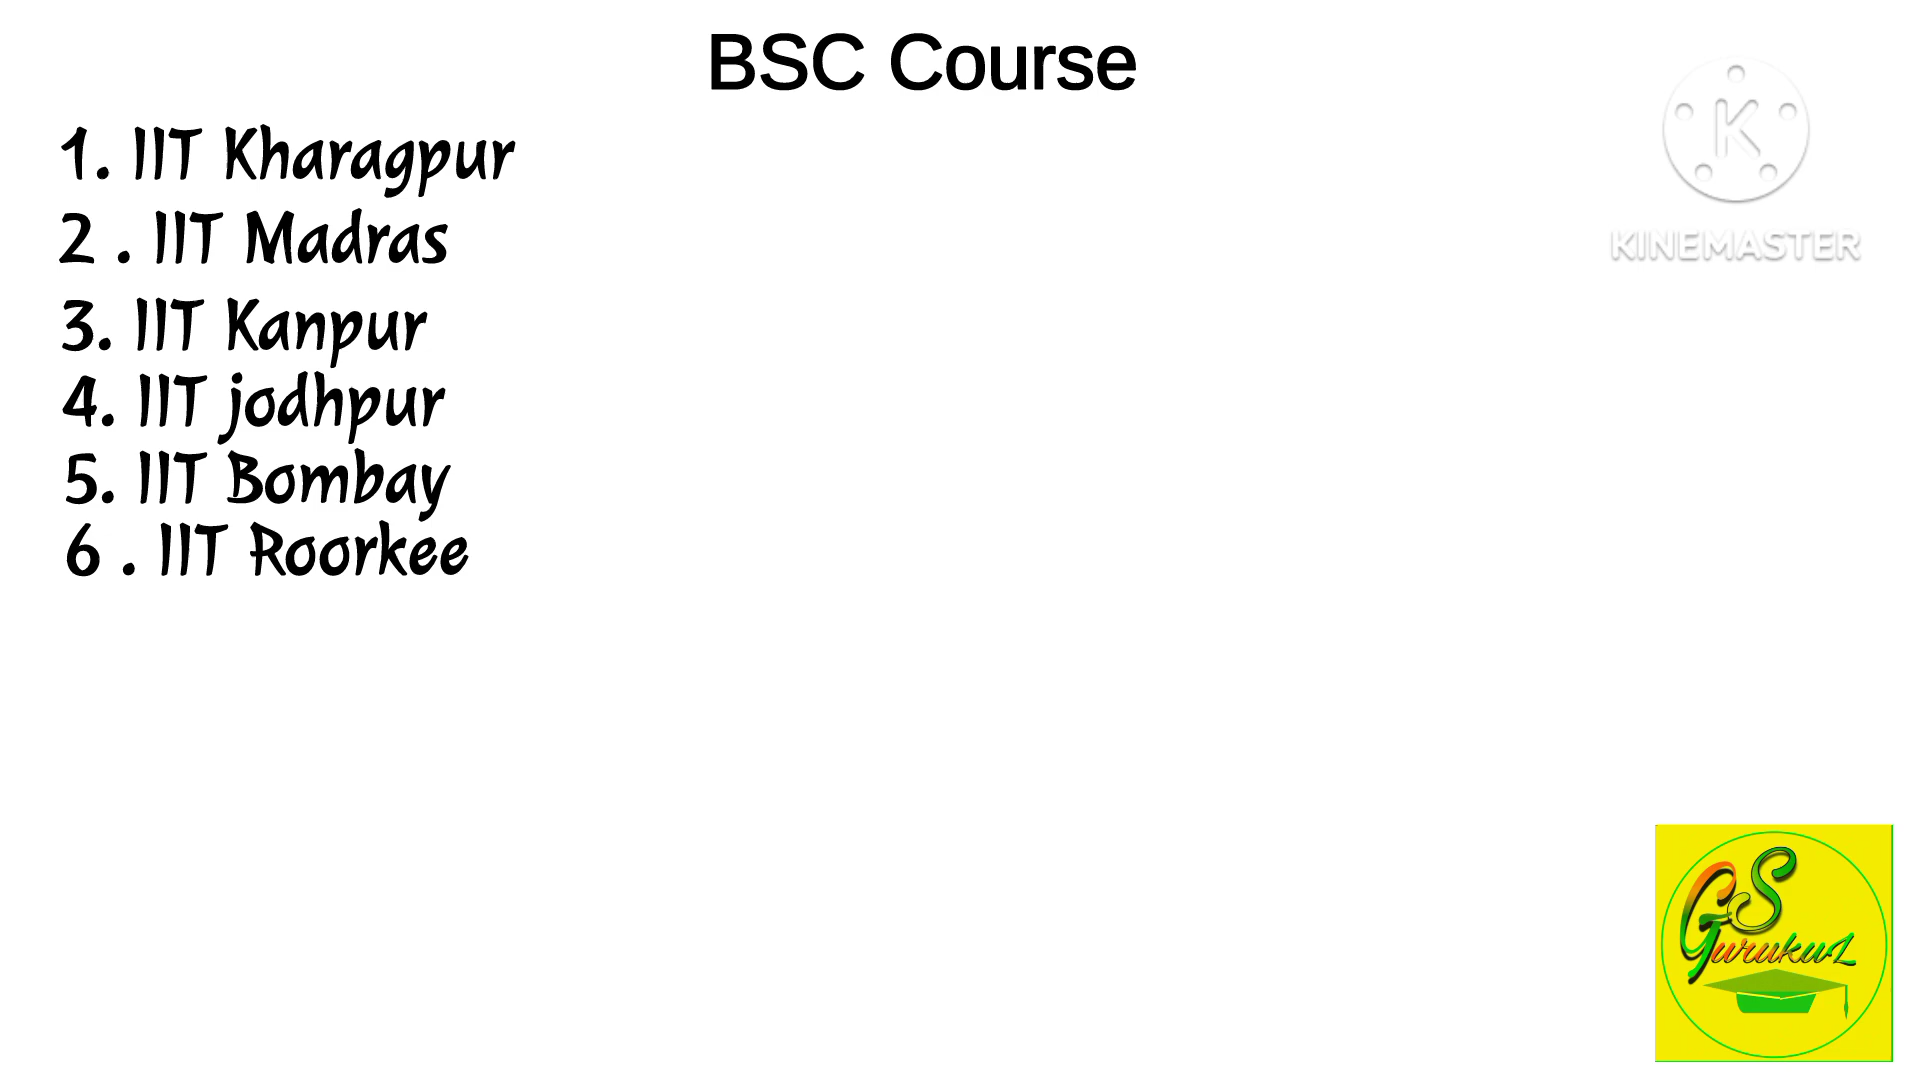 BSC Course
1. IIT Kharagpur
2 . IIT Madras
3. IIT Kanpur
4. IIT jodhpur
5. IIT Bombay
6 . IIT Roorkee
K
KINEMASTER
GS
Gurukul